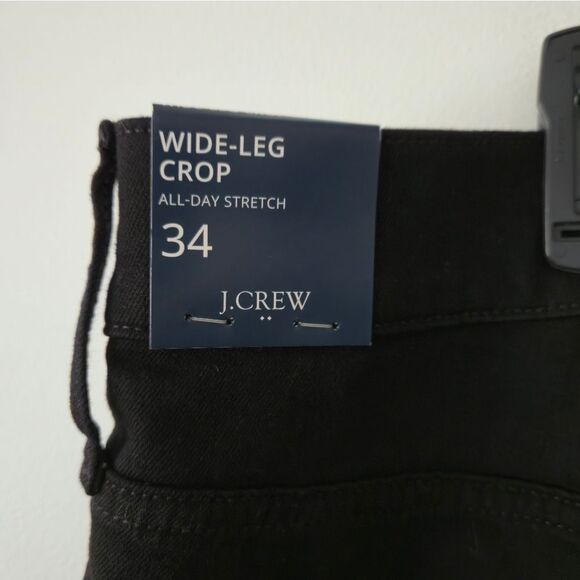 WIDE-LEG
CROP
ALL-DAY STRETCH
34
J.CREW